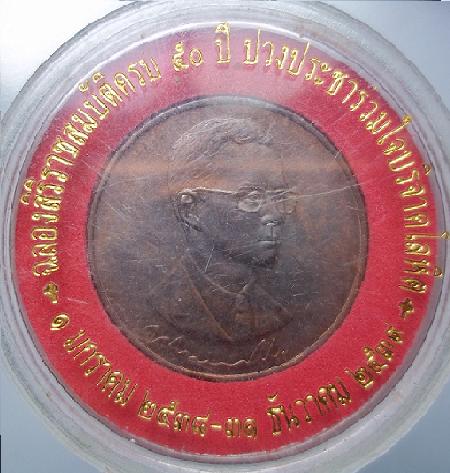 ฉลองสิริราชสมบัติครบ ๕๐ ปี ปวงประชารวมใจบริจาคโลหิต
๑ มกราคม ๒๕๓๘-๓๑ ธันวาคม ๒๕๓๙